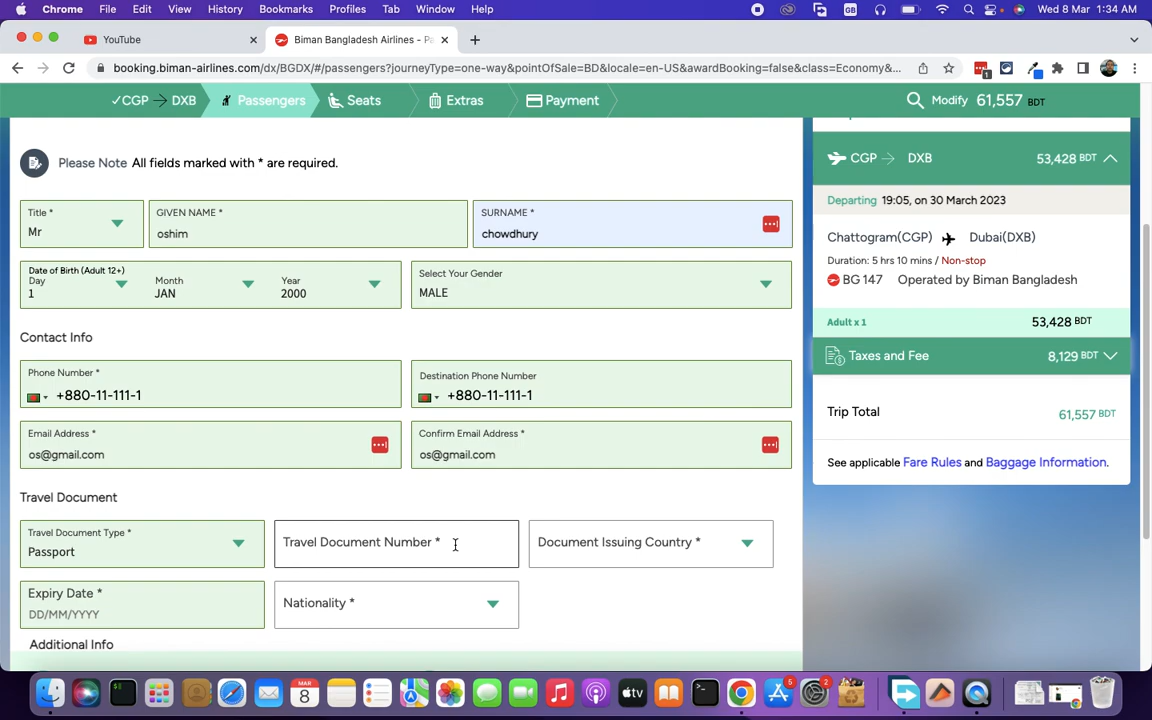 Chrome File Edit View History Bookmarks Profiles Tab Window Help
GB
Wed 8 Mar 1:34 AM
YouTube
Biman Bangladesh Airlines - Pa
booking.biman-airlines.com/dx/BGDX/#/passengers?journeyType=one-way&pointOfSale=BD&locale=en-US&awardBooking=false&class=Economy&...
1
✓CGP → DXB
Passengers
Seats
Extras
Payment
Modify 61,557 BDT
Please Note All fields marked with * are required.
Title *
Mr
GIVEN NAME *
oshim
SURNAME *
chowdhury
Date of Birth (Adult 12+)
Day
1
Month
JAN
Year
2000
Select Your Gender
MALE
Contact Info
Phone Number *
+880-11-111-1
Destination Phone Number
+880-11-111-1
Email Address *
os@gmail.com
Confirm Email Address *
os@gmail.com
Travel Document
Travel Document Type *
Passport
Travel Document Number *
Document Issuing Country *
Expiry Date *
DD/MM/YYYY
Nationality *
Additional Info
CGP → DXB 53,428 BDT
Departing 19:05, on 30 March 2023
Chattogram(CGP) Dubai(DXB)
Duration: 5 hrs 10 mins / Non-stop
BG 147 Operated by Biman Bangladesh
Adult x 1 53,428 BDT
Taxes and Fee 8,129 BDT
Trip Total 61,557 BDT
See applicable Fare Rules and Baggage Information.
MAR
8
tv
5
2